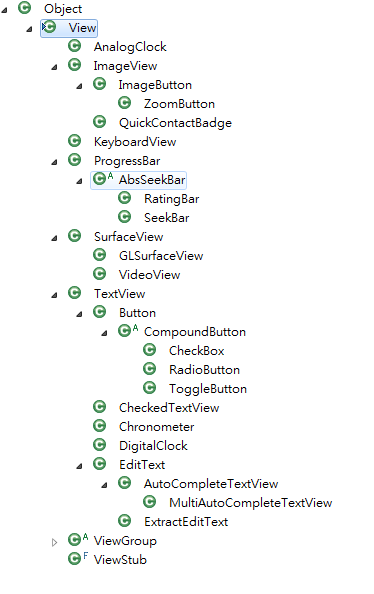 Object
View
AnalogClock
ImageView
ImageButton
ZoomButton
QuickContactBadge
KeyboardView
ProgressBar
A AbsSeekBar
RatingBar
SeekBar
SurfaceView
GLSurfaceView
VideoView
TextView
Button
A CompoundButton
CheckBox
RadioButton
ToggleButton
CheckedTextView
Chronometer
DigitalClock
EditText
AutoCompleteTextView
MultiAutoCompleteTextView
ExtractEditText
A ViewGroup
F ViewStub